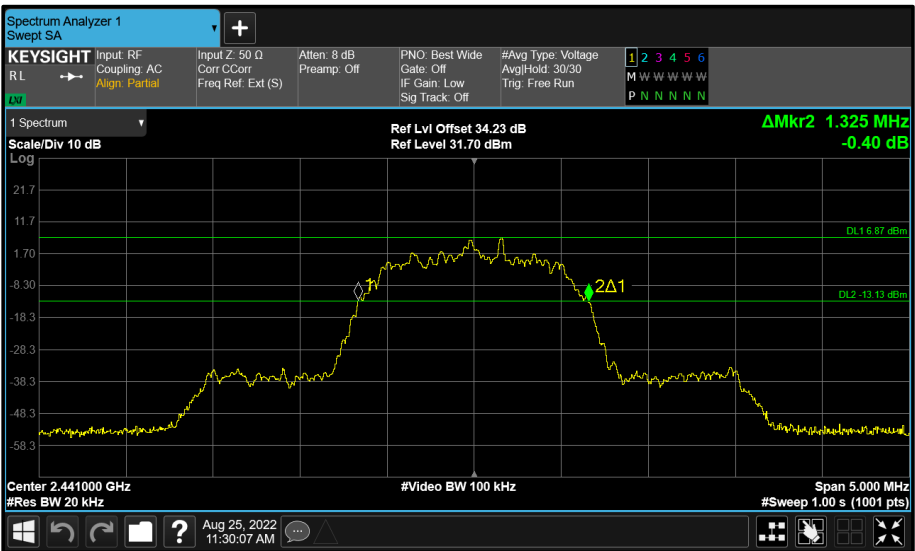 Spectrum Analyzer 1
Swept SA
KEYSIGHT
RL
LXI
Input: RF
Coupling: AC
Align: Partial
Input Z: 50 Ω
Corr CCorr
Freq Ref: Ext (S)
Atten: 8 dB
Preamp: Off
PNO: Best Wide
Gate: Off
IF Gain: Low
Sig Track: Off
#Avg Type: Voltage
Avg|Hold: 30/30
Trig: Free Run
1 2 3 4 5 6
M W W W W W
P N N N N N
1 Spectrum
Scale/Div 10 dB
Ref Lvl Offset 34.23 dB
Ref Level 31.70 dBm
ΔMkr2 1.325 MHz
-0.40 dB
Log
21.7
11.7
DL1 6.87 dBm
1.70
-8.30
1
2Δ1
DL2 -13.13 dBm
-18.3
-28.3
-38.3
-48.3
-58.3
Center 2.441000 GHz
#Res BW 20 kHz
#Video BW 100 kHz
Span 5.000 MHz
#Sweep 1.00 s (1001 pts)
?
Aug 25, 2022
11:30:07 AM